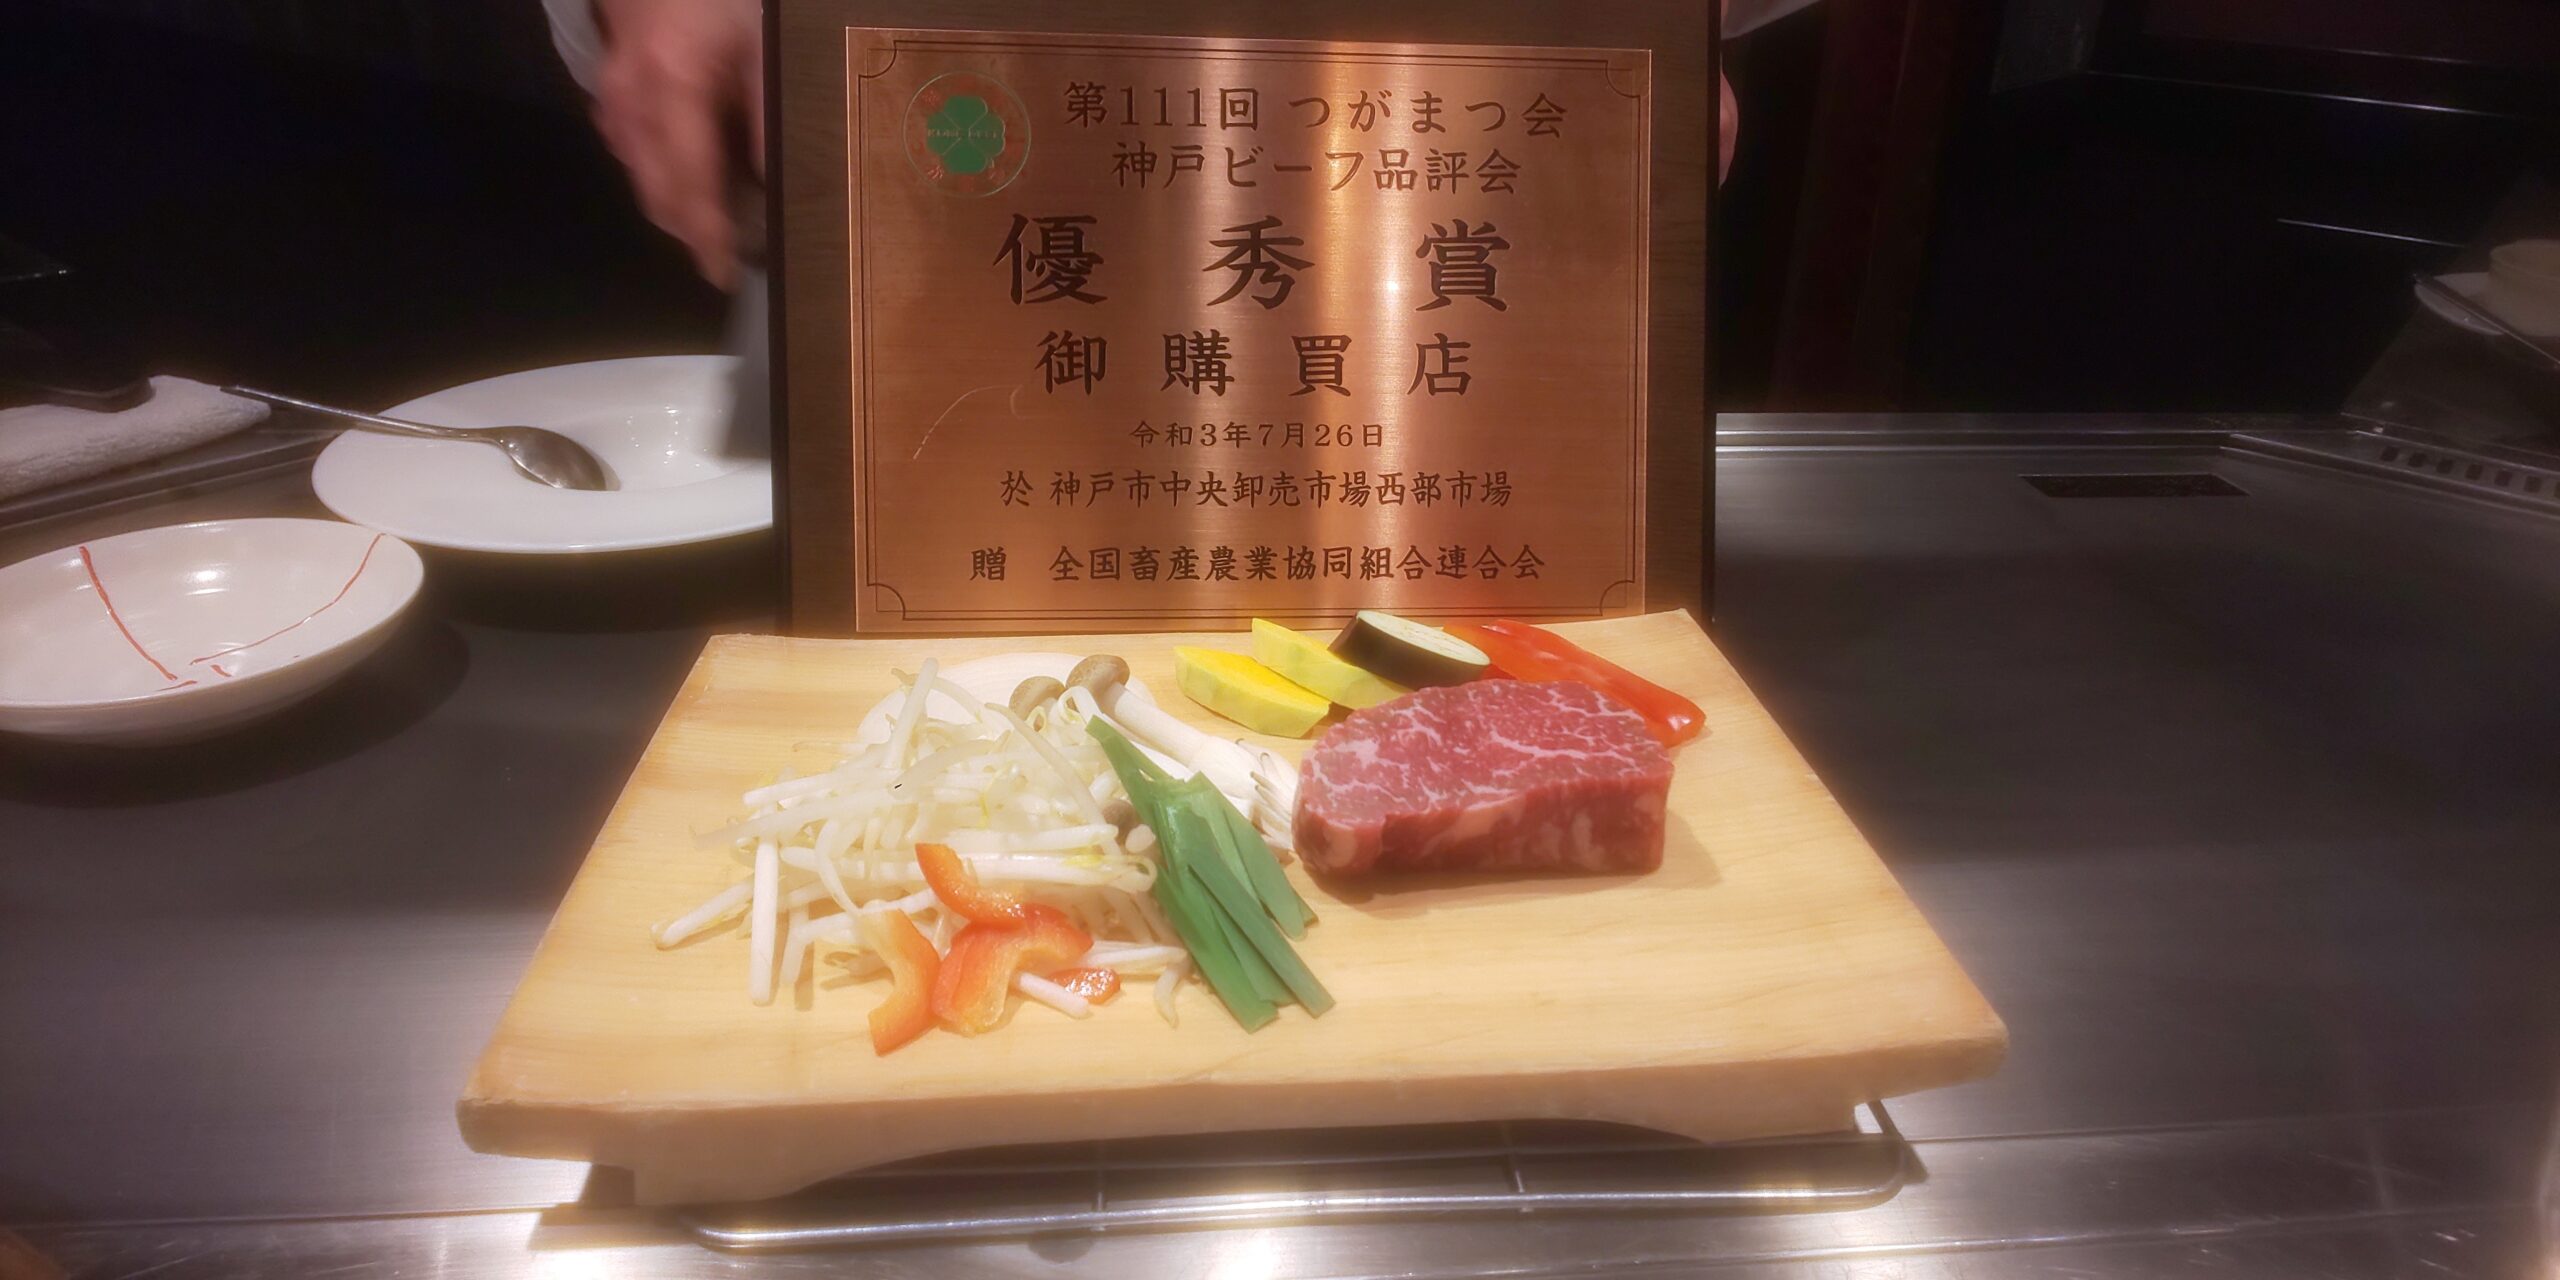 第111回 つがまつ会
神戸ビーフ品評会
優秀賞
御購買店
令和3年7月26日
於 神戸市中央卸売市場西部市場
贈 全国畜産農業協同組合連合会